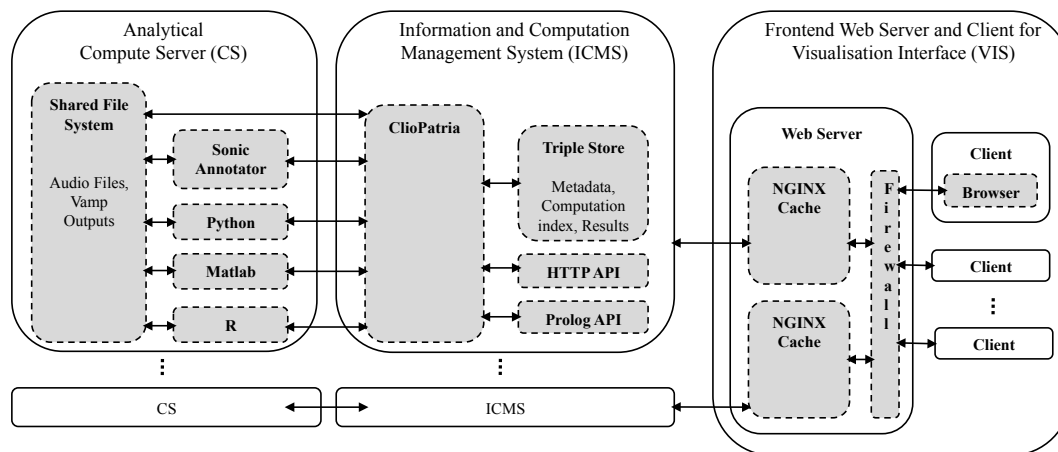 Analytical
Compute Server (CS)
Shared File
System
Audio Files,
Vamp
Outputs
Sonic
Annotator
Python
Matlab
R
Information and Computation
Management System (ICMS)
ClioPatria
Triple Store
Metadata,
Computation
index, Results
HTTP API
Prolog API
Frontend Web Server and Client for
Visualisation Interface (VIS)
Web Server
NGINX
Cache
NGINX
Cache
Firewall
Client
Browser
Client
Client
CS
ICMS